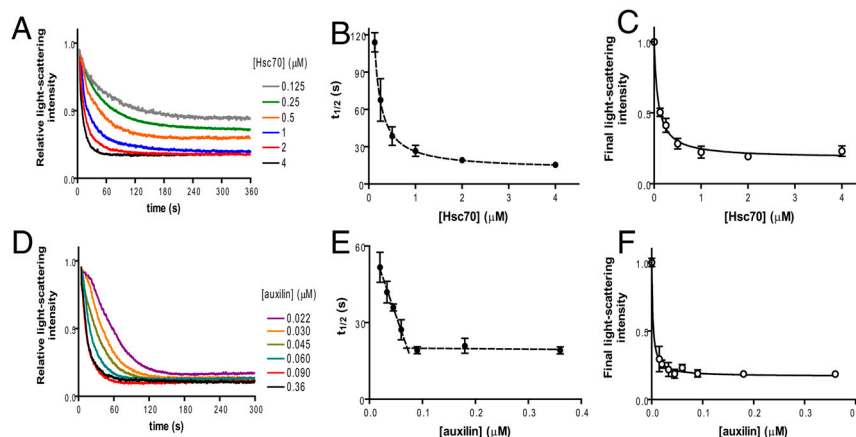 A
Relative light-scattering
intensity
1.0
0.5
0.0
0
60
120
180
240
300
360
time (s)
[Hsc70] (μM)
0.125
0.25
0.5
1
2
4
B
t1/2 (s)
120
90
60
30
0
0
1
2
3
4
[Hsc70] (μM)
C
Final light-scattering
intensity
1.0
0.5
0.0
0
1
2
3
4
[Hsc70] (μM)
D
Relative light-scattering
intensity
1.0
0.5
0.0
0
60
120
180
240
300
time (s)
[auxilin] (μM)
0.022
0.030
0.045
0.060
0.090
0.36
E
t1/2 (s)
60
40
20
0
0.0
0.1
0.2
0.3
0.4
[auxilin] (μM)
F
Final light-scattering
intensity
1.0
0.5
0.0
0.0
0.1
0.2
0.3
[auxilin] (μM)